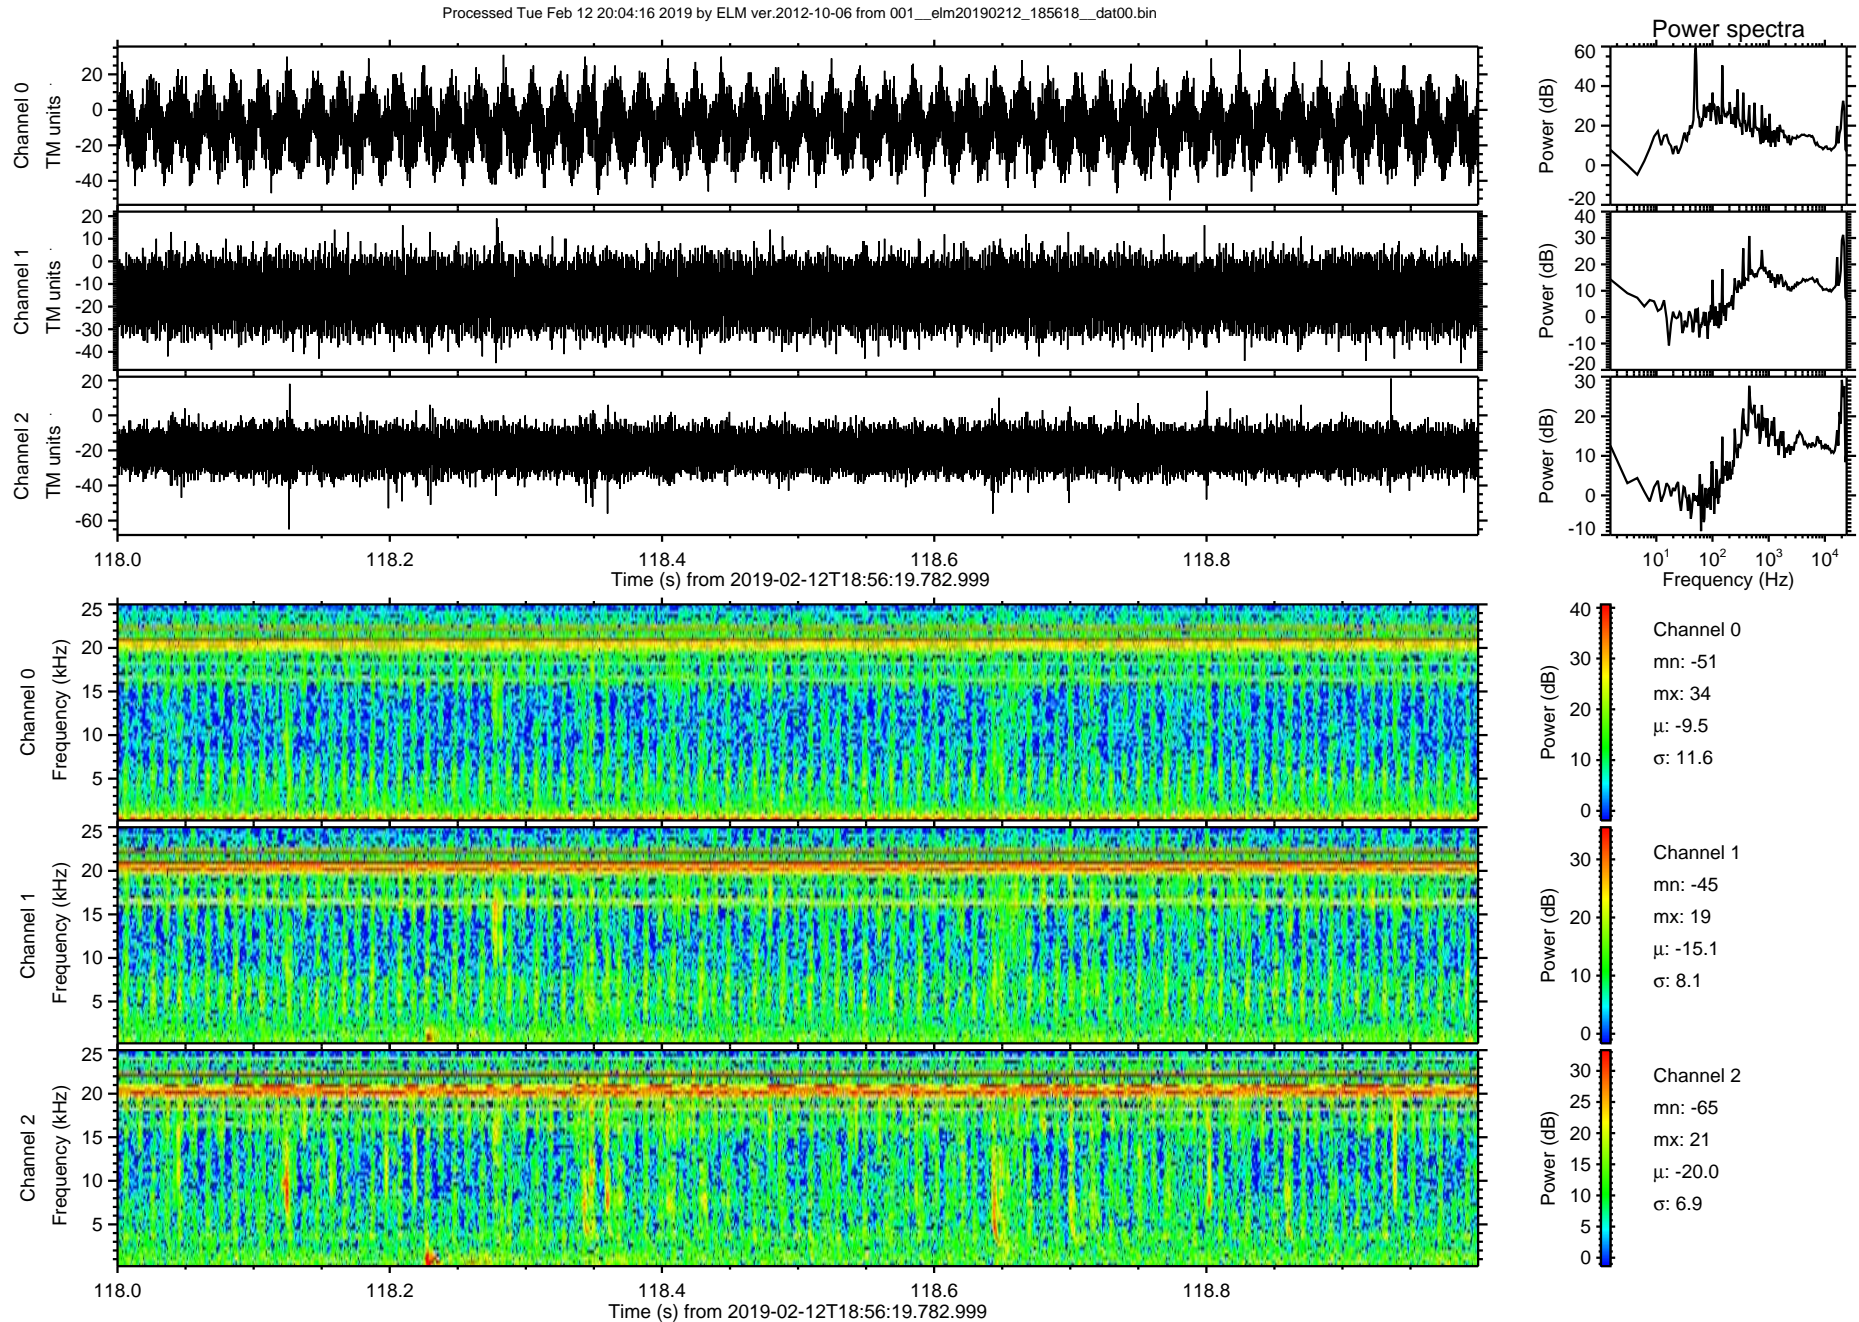 Processed Tue Feb 12 20:04:16 2019 by ELM ver.2012-10-06 from 001__elm20190212_185618__dat00.bin
Power spectra
Channel 0
TM units
20
0
-20
-40
Power (dB)
60
40
20
0
-20
Channel 1
TM units
20
10
0
-10
-20
-30
-40
Power (dB)
40
30
20
10
0
-10
-20
Channel 2
TM units
20
0
-20
-40
-60
Power (dB)
30
20
10
0
-10
118.0 118.2 118.4 118.6 118.8
Time (s) from 2019-02-12T18:56:19.782.999
10^1 10^2 10^3 10^4
Frequency (Hz)
Channel 0
Frequency (kHz)
25
20
15
10
5
Power (dB)
40
30
20
10
0
Channel 0
mn: -51
mx: 34
μ: -9.5
σ: 11.6
Channel 1
Frequency (kHz)
25
20
15
10
5
Power (dB)
30
20
10
0
Channel 1
mn: -45
mx: 19
μ: -15.1
σ: 8.1
Channel 2
Frequency (kHz)
25
20
15
10
5
Power (dB)
30
25
20
15
10
5
0
Channel 2
mn: -65
mx: 21
μ: -20.0
σ: 6.9
118.0 118.2 118.4 118.6 118.8
Time (s) from 2019-02-12T18:56:19.782.999